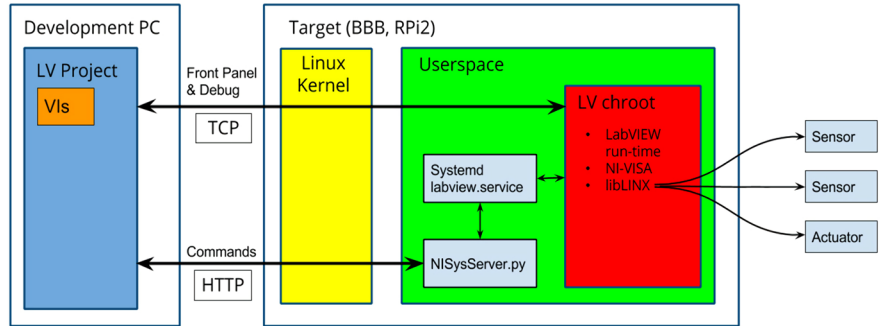 Development PC
LV Project
VIs
Front Panel
& Debug
TCP
Commands
HTTP
Target (BBB, RPi2)
Linux
Kernel
Userspace
Systemd
labview.service
NISysServer.py
LV chroot
• LabVIEW
run-time
• NI-VISA
• libLINX
Sensor
Sensor
Actuator